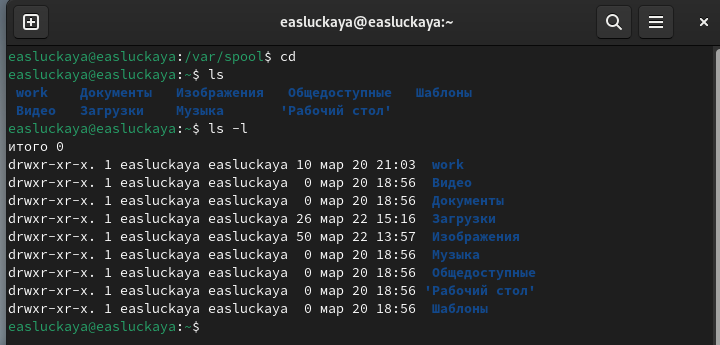 easluckaya@easluckaya:~
easluckaya@easluckaya:/var/spool$ cd
easluckaya@easluckaya:~$ ls
work Документы Изображения Общедоступные Шаблоны
Видео Загрузки Музыка 'Рабочий стол'
easluckaya@easluckaya:~$ ls -l
итого 0
drwxr-xr-x. 1 easluckaya easluckaya 10 мар 20 21:03 work
drwxr-xr-x. 1 easluckaya easluckaya 0 мар 20 18:56 Видео
drwxr-xr-x. 1 easluckaya easluckaya 0 мар 20 18:56 Документы
drwxr-xr-x. 1 easluckaya easluckaya 26 мар 22 15:16 Загрузки
drwxr-xr-x. 1 easluckaya easluckaya 50 мар 22 13:57 Изображения
drwxr-xr-x. 1 easluckaya easluckaya 0 мар 20 18:56 Музыка
drwxr-xr-x. 1 easluckaya easluckaya 0 мар 20 18:56 Общедоступные
drwxr-xr-x. 1 easluckaya easluckaya 0 мар 20 18:56 'Рабочий стол'
drwxr-xr-x. 1 easluckaya easluckaya 0 мар 20 18:56 Шаблоны
easluckaya@easluckaya:~$